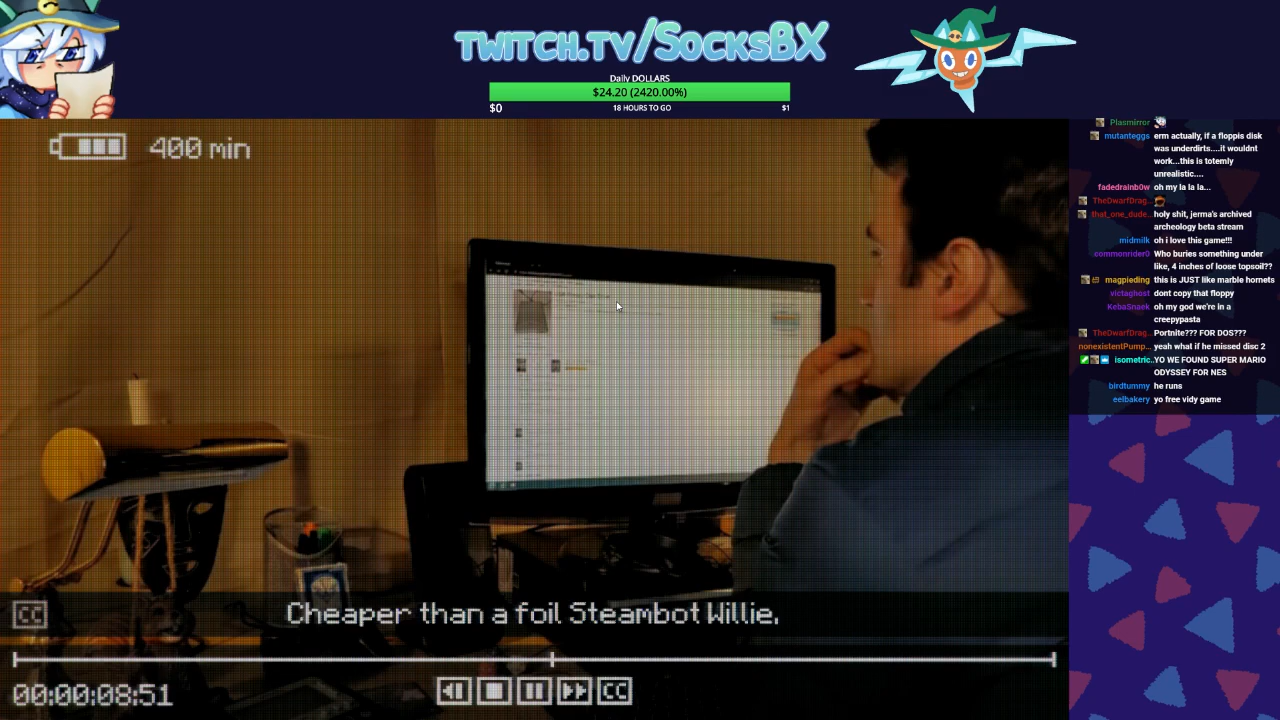 twitch.tv/SocksBX
Daily DOLLARS
$24.20 (2420.00%)
$0
18 HOURS TO GO
$1
400 min
Plasmirror
mutanteggs erm actually, if a floppis disk
was underdirts....it wouldnt
work...this is totemly
unrealistic....
fadedrainb0w oh my la la la...
TheDwarfDrag...
that_one_dude... holy shit, jerma's archived
archeology beta stream
midmilk oh i love this game!!!
commonrider0 Who buries something under
like, 4 inches of loose topsoil??
magpieding this is JUST like marble homets
victaghost dont copy that floppy
KebaSnaek oh my god we're in a
creepypasta
TheDwarfDrag... Portnite??? FOR DOS???
nonexistentPump... yeah what if he missed disc 2
isometric... YO WE FOUND SUPER MARIO
ODYSSEY FOR NES
birdtummy he runs
eelbakery yo free vidy game
CC
Cheaper than a foil Steambot Willie.
00:00:08:51
CC